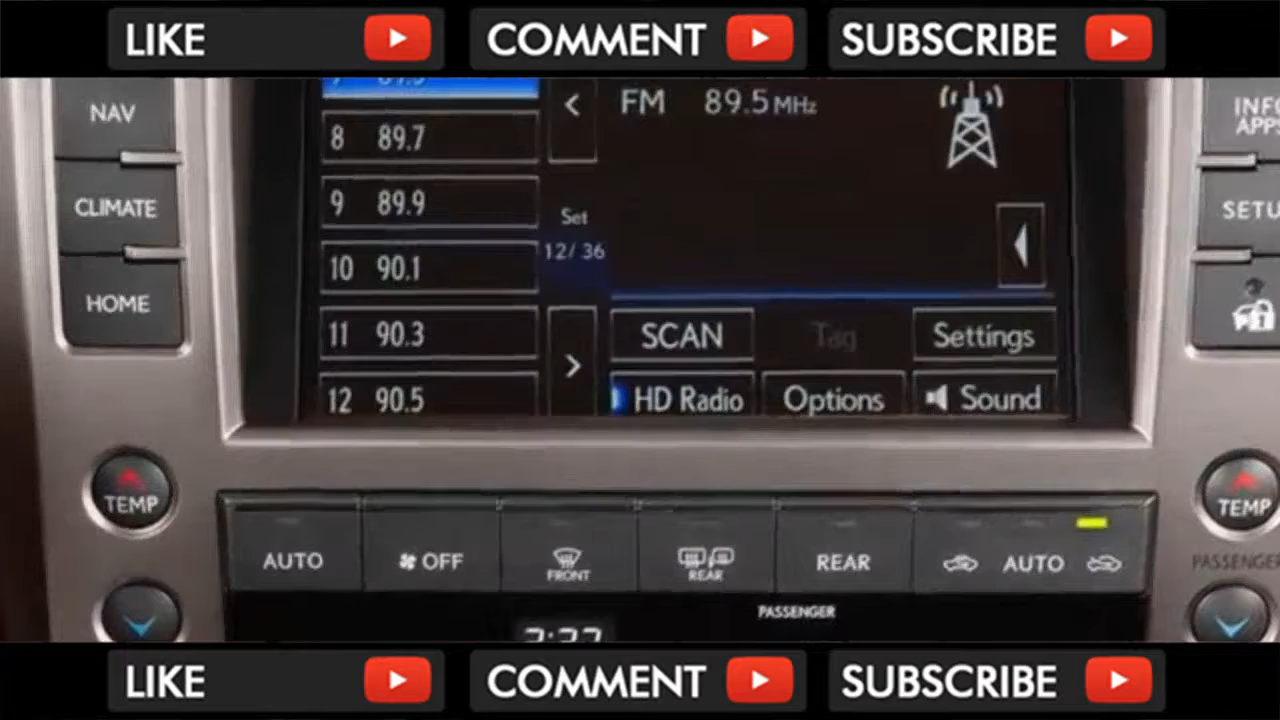 LIKE
COMMENT
SUBSCRIBE
NAV
CLIMATE
HOME
FM 89.5 MHz
8 89.7
9 89.9
10 90.1
11 90.3
12 90.5
Set
12/ 36
SCAN
Tag
Settings
HD Radio
Options
Sound
TEMP
TEMP
PASSENGER
AUTO
OFF
FRONT
REAR
REAR
AUTO
PASSENGER
LIKE
COMMENT
SUBSCRIBE